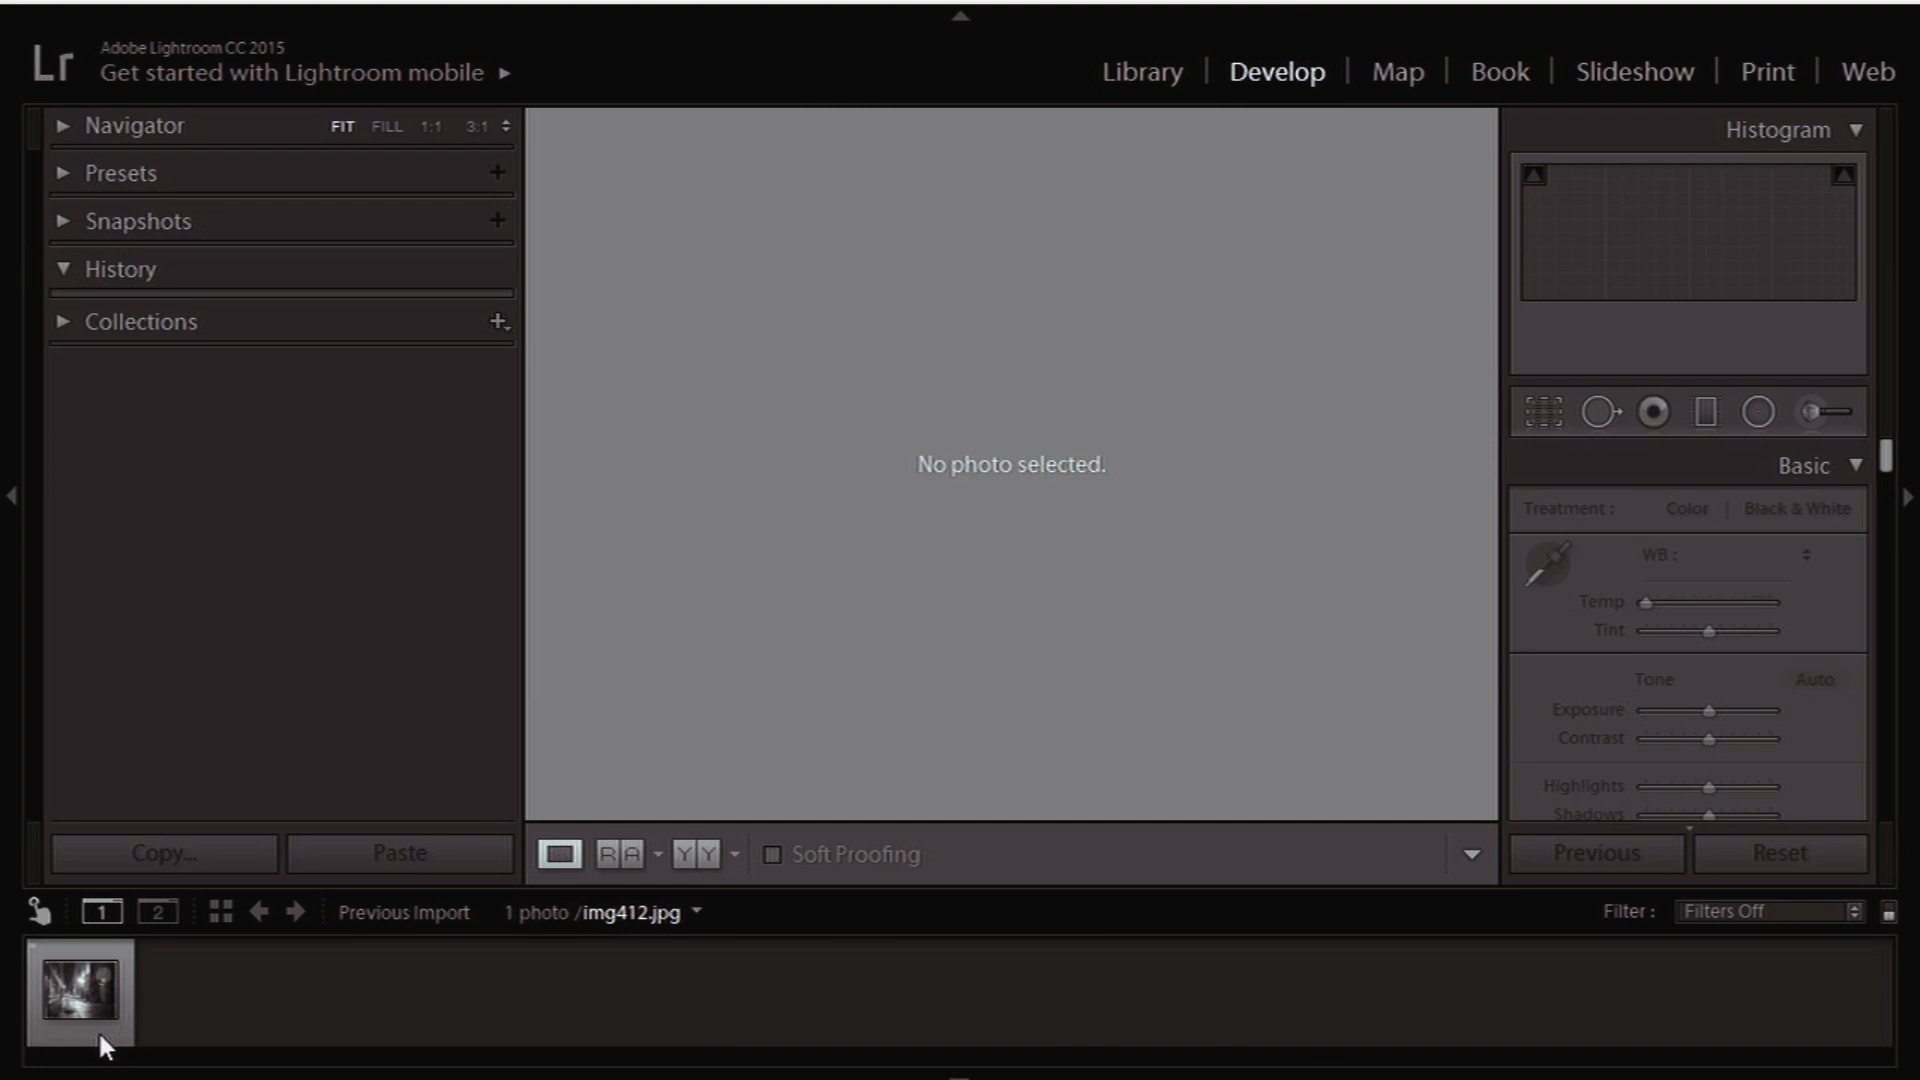 Lr
Adobe Lightroom CC 2015
Get started with Lightroom mobile
Library | Develop | Map | Book | Slideshow | Print | Web
Navigator FIT FILL 1:1 3:1
Presets
Snapshots
History
Collections
Histogram
No photo selected.
Basic
Treatment : Color | Black & White
WB :
Temp
Tint
Tone Auto
Exposure
Contrast
Highlights
Shadows
Copy... Paste
R A Y Y Soft Proofing
Previous Reset
1 2 Previous Import 1 photo /img412.jpg
Filter : Filters Off